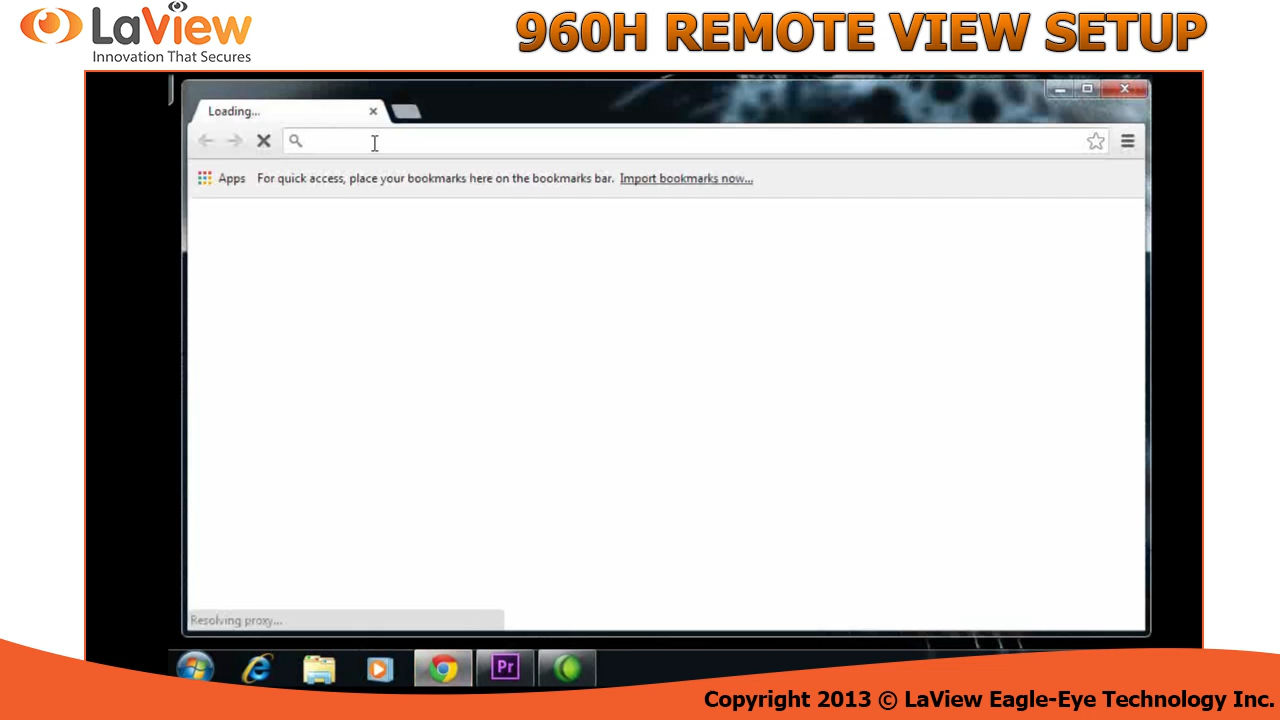 LaView
Innovation That Secures
960H REMOTE VIEW SETUP
Loading...
Apps For quick access, place your bookmarks here on the bookmarks bar. Import bookmarks now...
Resolving proxy...
Pr
Copyright 2013 © LaView Eagle-Eye Technology Inc.